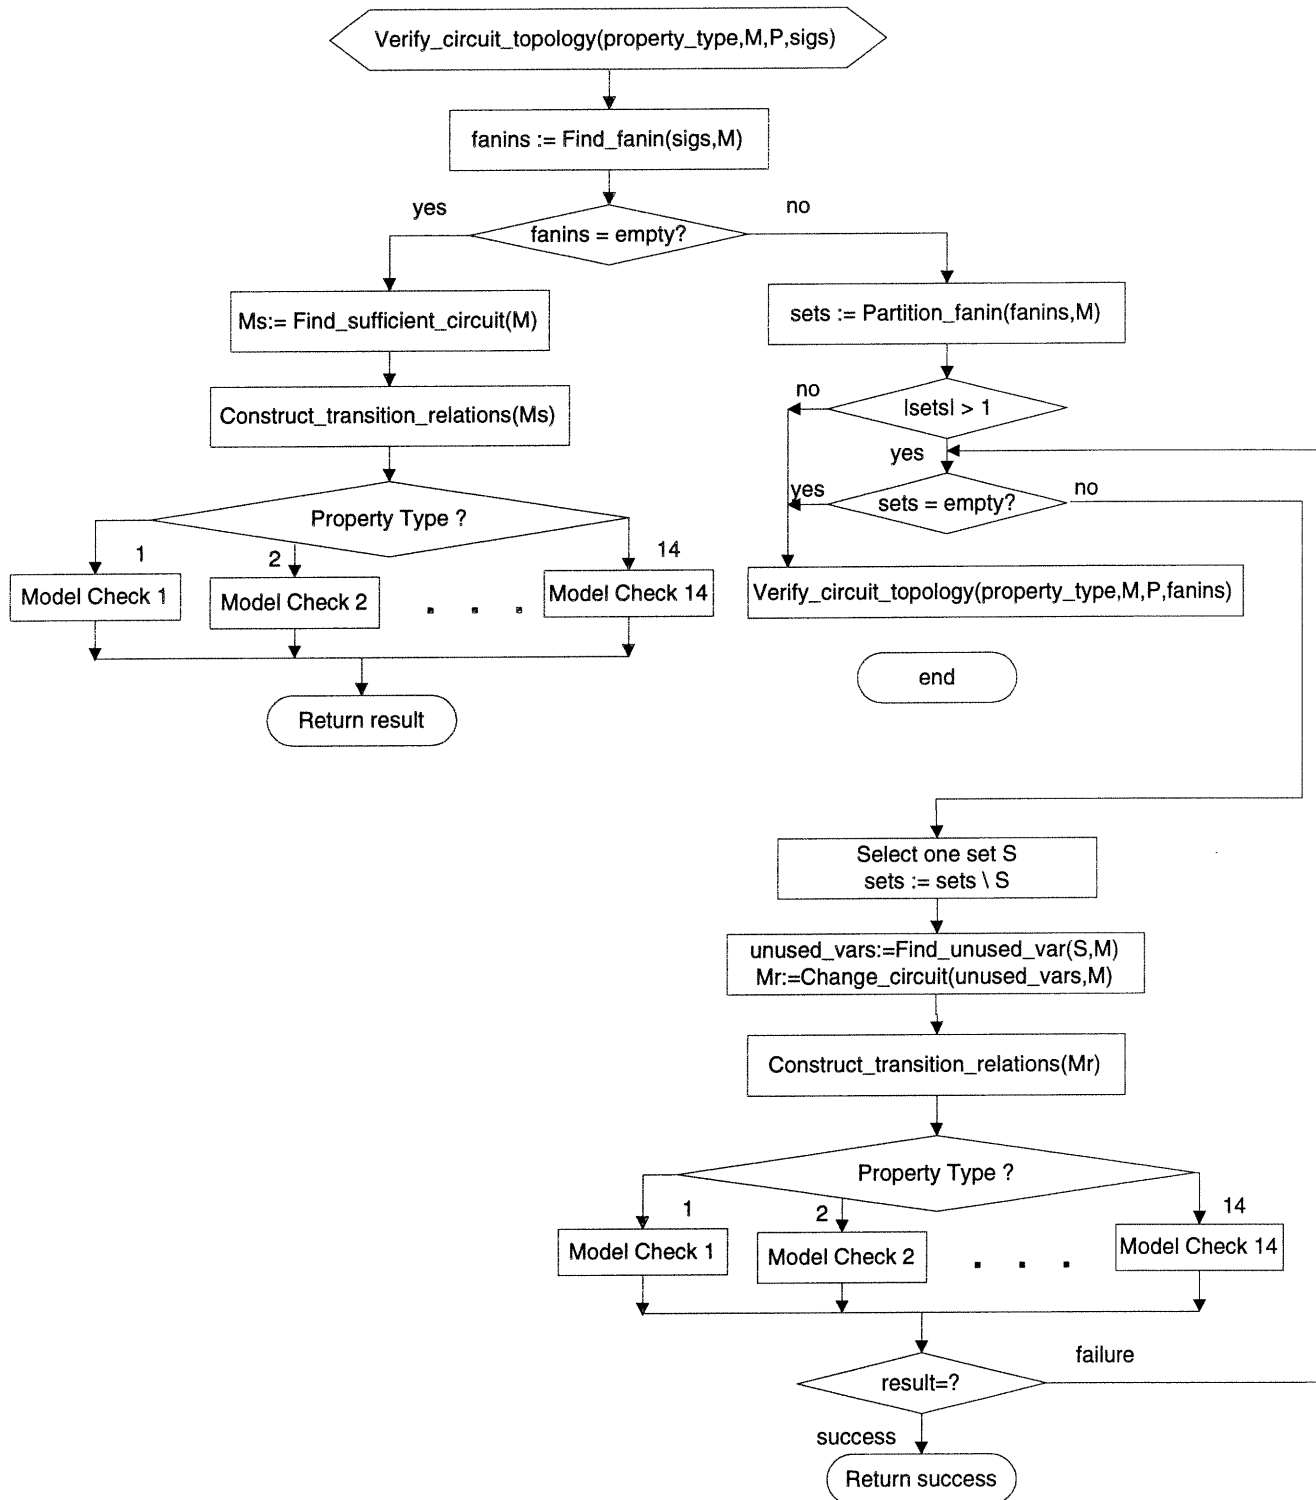 Verify_circuit_topology(property_type,M,P,sigs)
fanins := Find_fanin(sigs,M)
yes
no
fanins = empty?
Ms:= Find_sufficient_circuit(M)
sets := Partition_fanin(fanins,M)
Construct_transition_relations(Ms)
no
|sets| > 1
yes
Property Type ?
yes
sets = empty?
no
1
2
14
Model Check 1
Model Check 2
. . .
Model Check 14
Verify_circuit_topology(property_type,M,P,fanins)
end
Return result
Select one set S
sets := sets \ S
unused_vars:=Find_unused_var(S,M)
Mr:=Change_circuit(unused_vars,M)
Construct_transition_relations(Mr)
Property Type ?
1
2
14
Model Check 1
Model Check 2
. . .
Model Check 14
result=?
failure
success
Return success